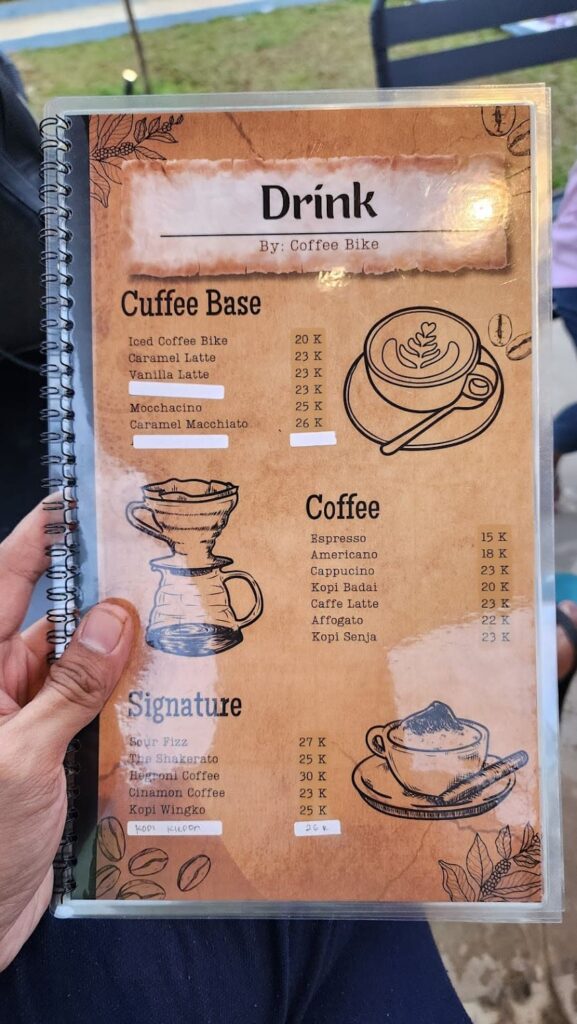 Drink
By: Coffee Bike
Cuffee Base
Iced Coffee Bike 20 K
Caramel Latte 23 K
Vanilla Latte 23 K
23 K
Mocchacino 25 K
Caramel Macchiato 26 K
Coffee
Espresso 15 K
Americano 18 K
Cappucino 23 K
Kopi Badai 20 K
Caffe Latte 23 K
Affogato 22 K
Kopi Senja 23 K
Signature
Sour Fizz 27 K
The Shakerato 25 K
Hegroni Coffee 30 K
Cinamon Coffee 23 K
Kopi Wingko 25 K
KOPI 26 K